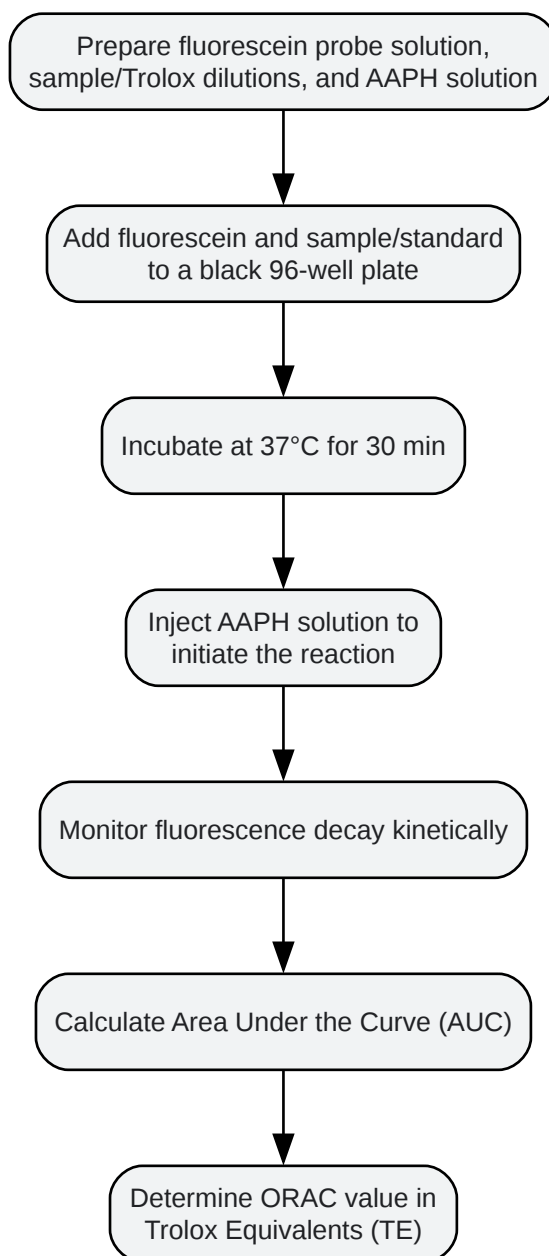 Prepare fluorescein probe solution,
sample/Trolox dilutions, and AAPH solution
Add fluorescein and sample/standard
to a black 96-well plate
Incubate at 37°C for 30 min
Inject AAPH solution to
initiate the reaction
Monitor fluorescence decay kinetically
Calculate Area Under the Curve (AUC)
Determine ORAC value in
Trolox Equivalents (TE)